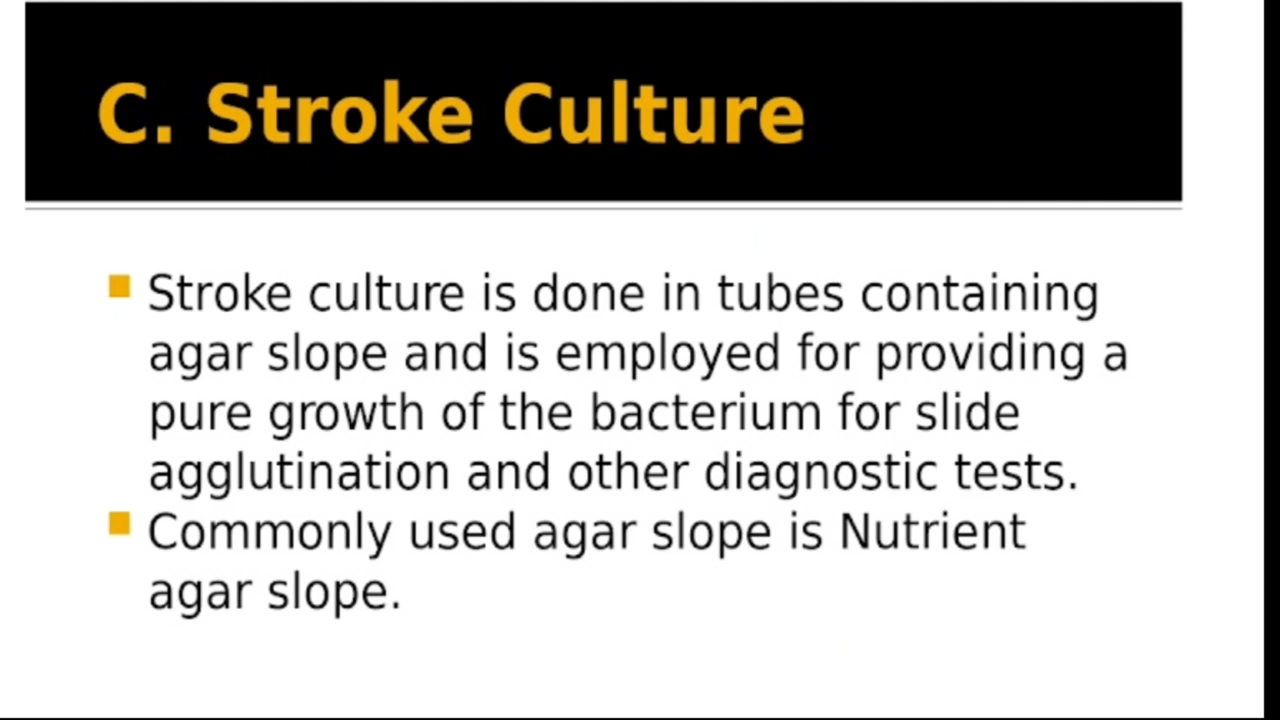 C. Stroke Culture
Stroke culture is done in tubes containing
agar slope and is employed for providing a
pure growth of the bacterium for slide
agglutination and other diagnostic tests.
Commonly used agar slope is Nutrient
agar slope.